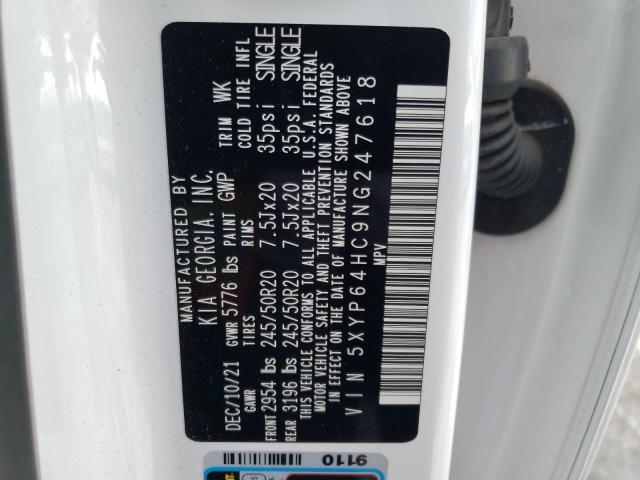 MANUFACTURED BY
KIA GEORGIA, INC.
DEC/10/21 GVWR 5776 lbs PAINT GWP TRIM WK
GAWR TIRES RIMS COLD TIRE INFL
FRONT 2954 lbs 245/50R20 7.5Jx20 35psi SINGLE
REAR 3196 lbs 245/50R20 7.5Jx20 35psi SINGLE
THIS VEHICLE CONFORMS TO ALL APPLICABLE U.S.A. FEDERAL
MOTOR VEHICLE SAFETY AND THEFT PREVENTION STANDARDS
IN EFFECT ON THE DATE OF MANUFACTURE SHOWN ABOVE
VIN 5XYP64HC9NG247618
MPV
9110